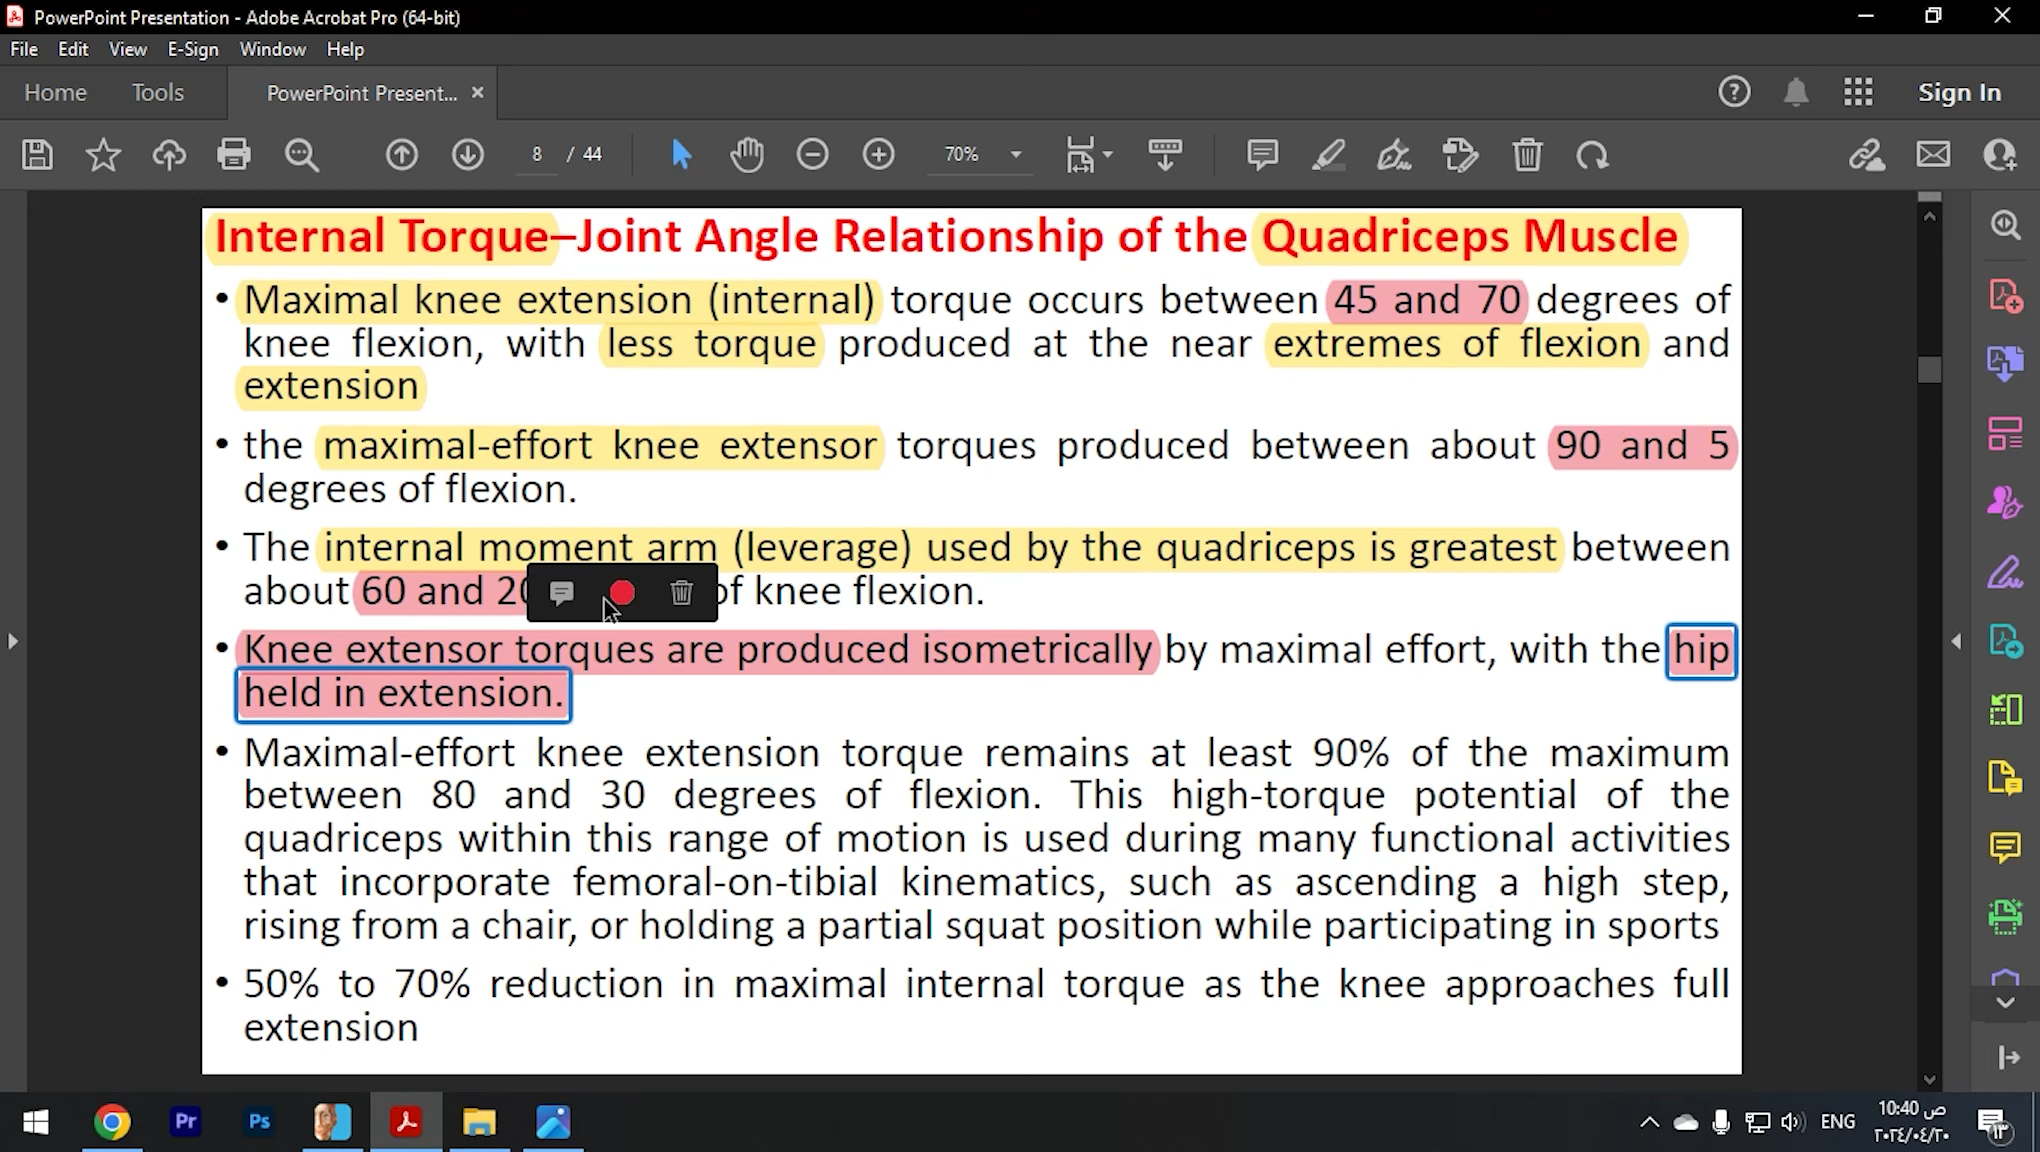 PowerPoint Presentation - Adobe Acrobat Pro (64-bit)
File Edit View E-Sign Window Help
Home Tools PowerPoint Present... Sign In
8 / 44 70%
Internal Torque–Joint Angle Relationship of the Quadriceps Muscle
• Maximal knee extension (internal) torque occurs between 45 and 70 degrees of
knee flexion, with less torque produced at the near extremes of flexion and
extension
• the maximal-effort knee extensor torques produced between about 90 and 5
degrees of flexion.
• The internal moment arm (leverage) used by the quadriceps is greatest between
about 60 and 20 of knee flexion.
• Knee extensor torques are produced isometrically by maximal effort, with the hip
held in extension.
• Maximal-effort knee extension torque remains at least 90% of the maximum
between 80 and 30 degrees of flexion. This high-torque potential of the
quadriceps within this range of motion is used during many functional activities
that incorporate femoral-on-tibial kinematics, such as ascending a high step,
rising from a chair, or holding a partial squat position while participating in sports
• 50% to 70% reduction in maximal internal torque as the knee approaches full
extension
Pr Ps ENG
10:40 ص
٢٠٢٤/٠٤/٢٠
١٣